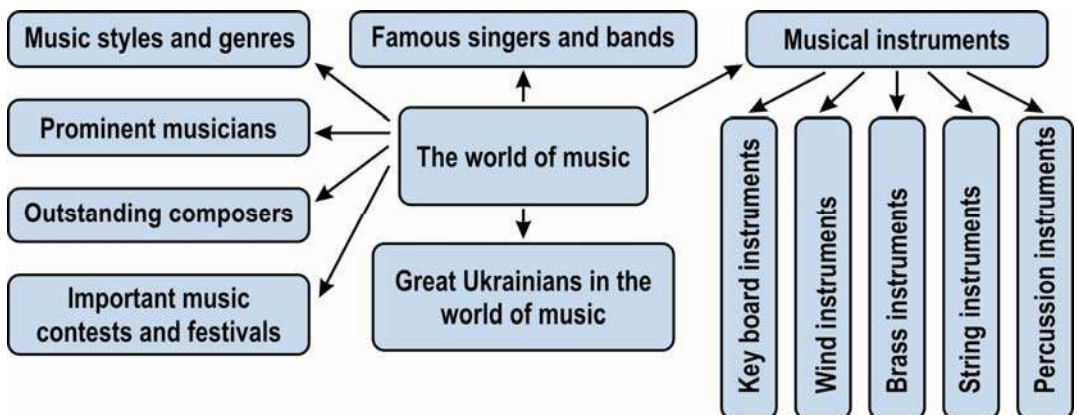 Music styles and genres
Famous singers and bands
Musical instruments
Prominent musicians
The world of music
Outstanding composers
Important music
contests and festivals
Great Ukrainians in the
world of music
Key board instruments
Wind instruments
Brass instruments
String instruments
Percussion instruments